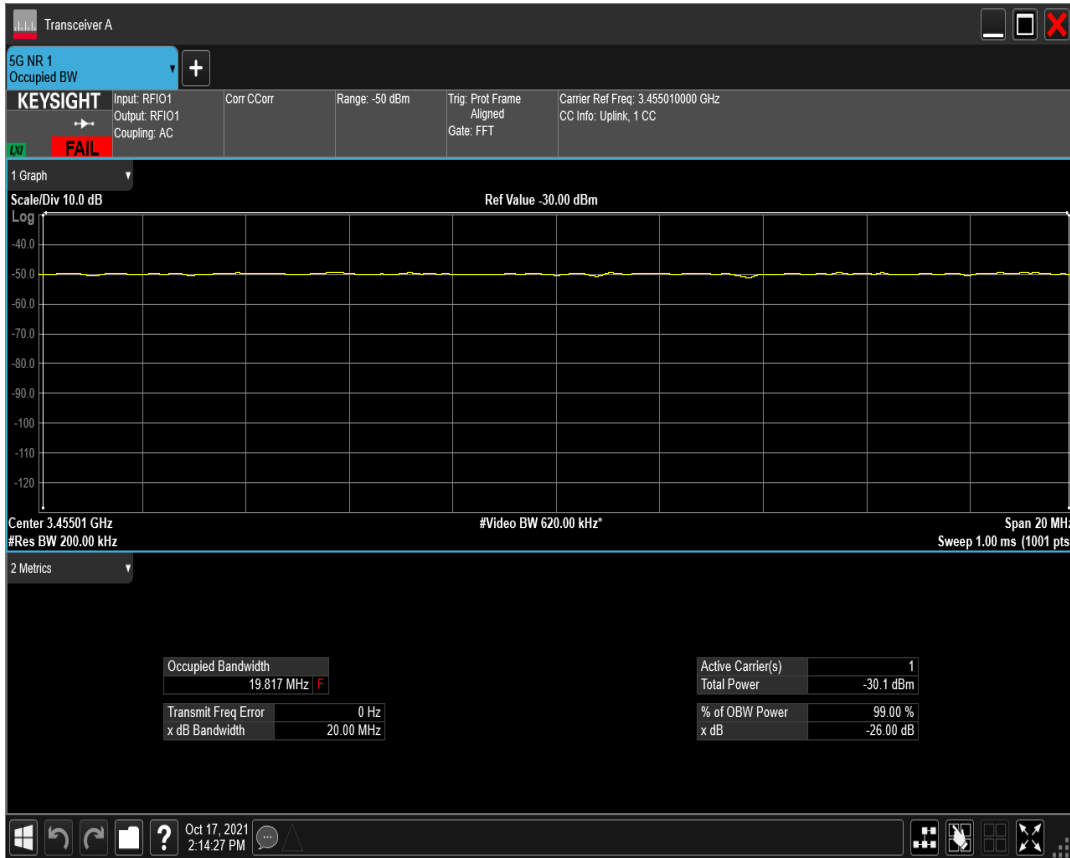 Transceiver A
5G NR 1
Occupied BW
+
KEYSIGHT
LXI
FAIL
Input: RFIO1
Output: RFIO1
Coupling: AC
Corr CCorr
Range: -50 dBm
Trig: Prot Frame
Aligned
Gate: FFT
Carrier Ref Freq: 3.455010000 GHz
CC Info: Uplink, 1 CC
1 Graph
Scale/Div 10.0 dB
Ref Value -30.00 dBm
Log
-40.0
-50.0
-60.0
-70.0
-80.0
-90.0
-100
-110
-120
Center 3.45501 GHz
#Video BW 620.00 kHz*
Span 20 MHz
#Res BW 200.00 kHz
Sweep 1.00 ms (1001 pts
2 Metrics
Occupied Bandwidth
19.817 MHz F
Transmit Freq Error 0 Hz
x dB Bandwidth 20.00 MHz
Active Carrier(s) 1
Total Power -30.1 dBm
% of OBW Power 99.00 %
x dB -26.00 dB
?
Oct 17, 2021
2:14:27 PM